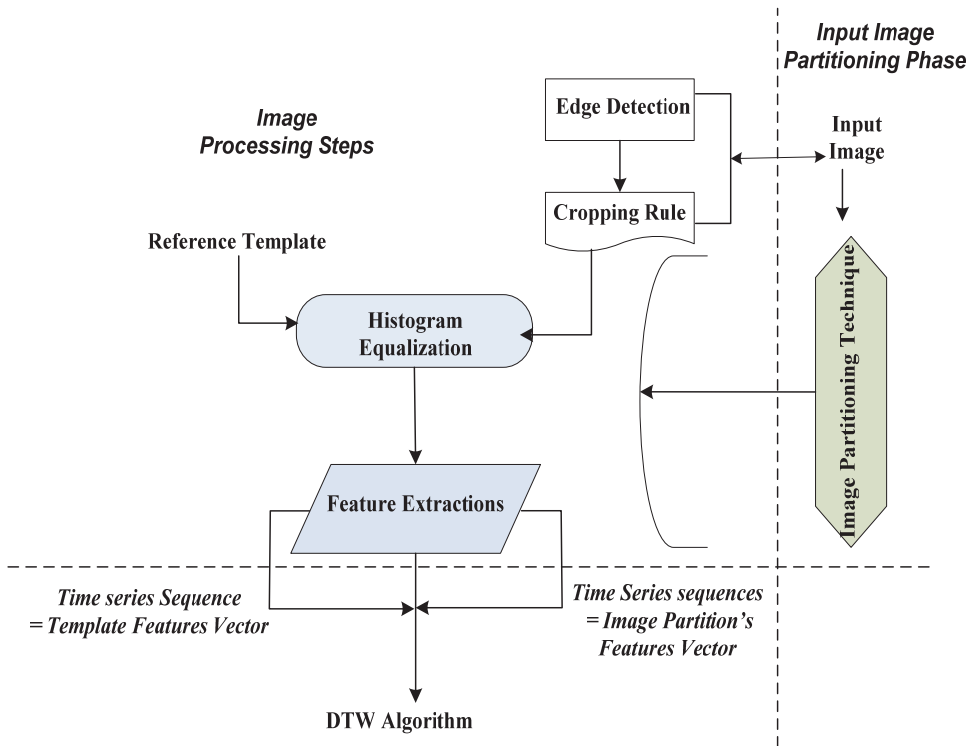 Input Image
Partitioning Phase
Image
Processing Steps
Edge Detection
Input
Image
Cropping Rule
Reference Template
Histogram
Equalization
Image Partitioning Technique
Feature Extractions
Time series Sequence
= Template Features Vector
Time Series sequences
= Image Partition's
Features Vector
DTW Algorithm